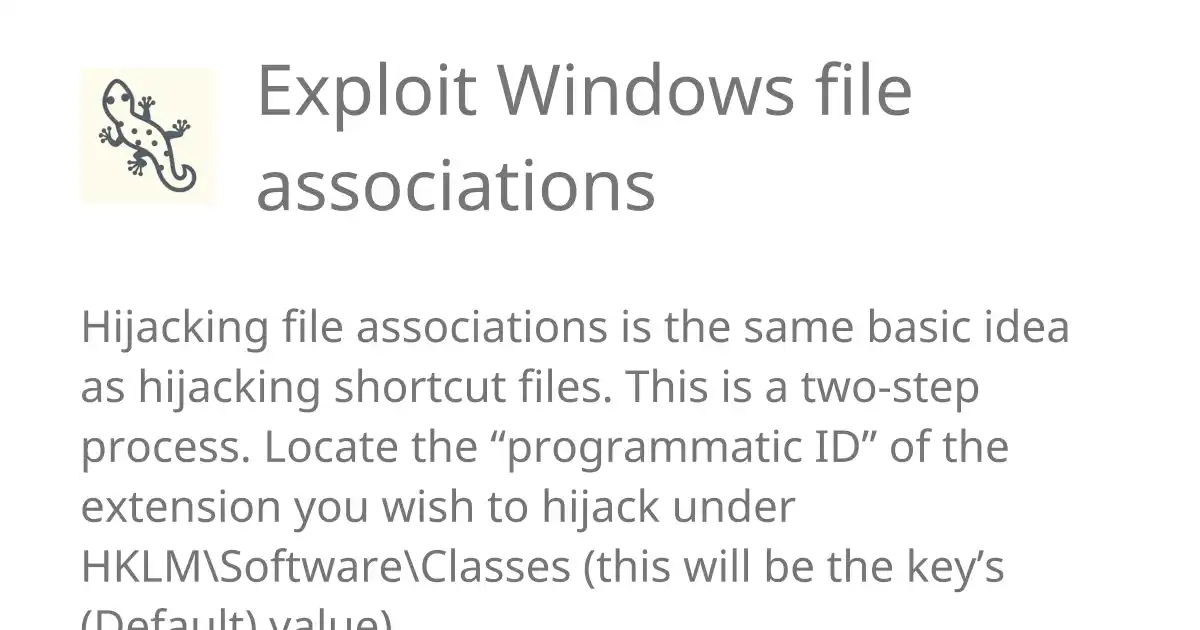 Exploit Windows file
associations
Hijacking file associations is the same basic idea
as hijacking shortcut files. This is a two-step
process. Locate the “programmatic ID” of the
extension you wish to hijack under
HKLM\Software\Classes (this will be the key’s
(Default) value)